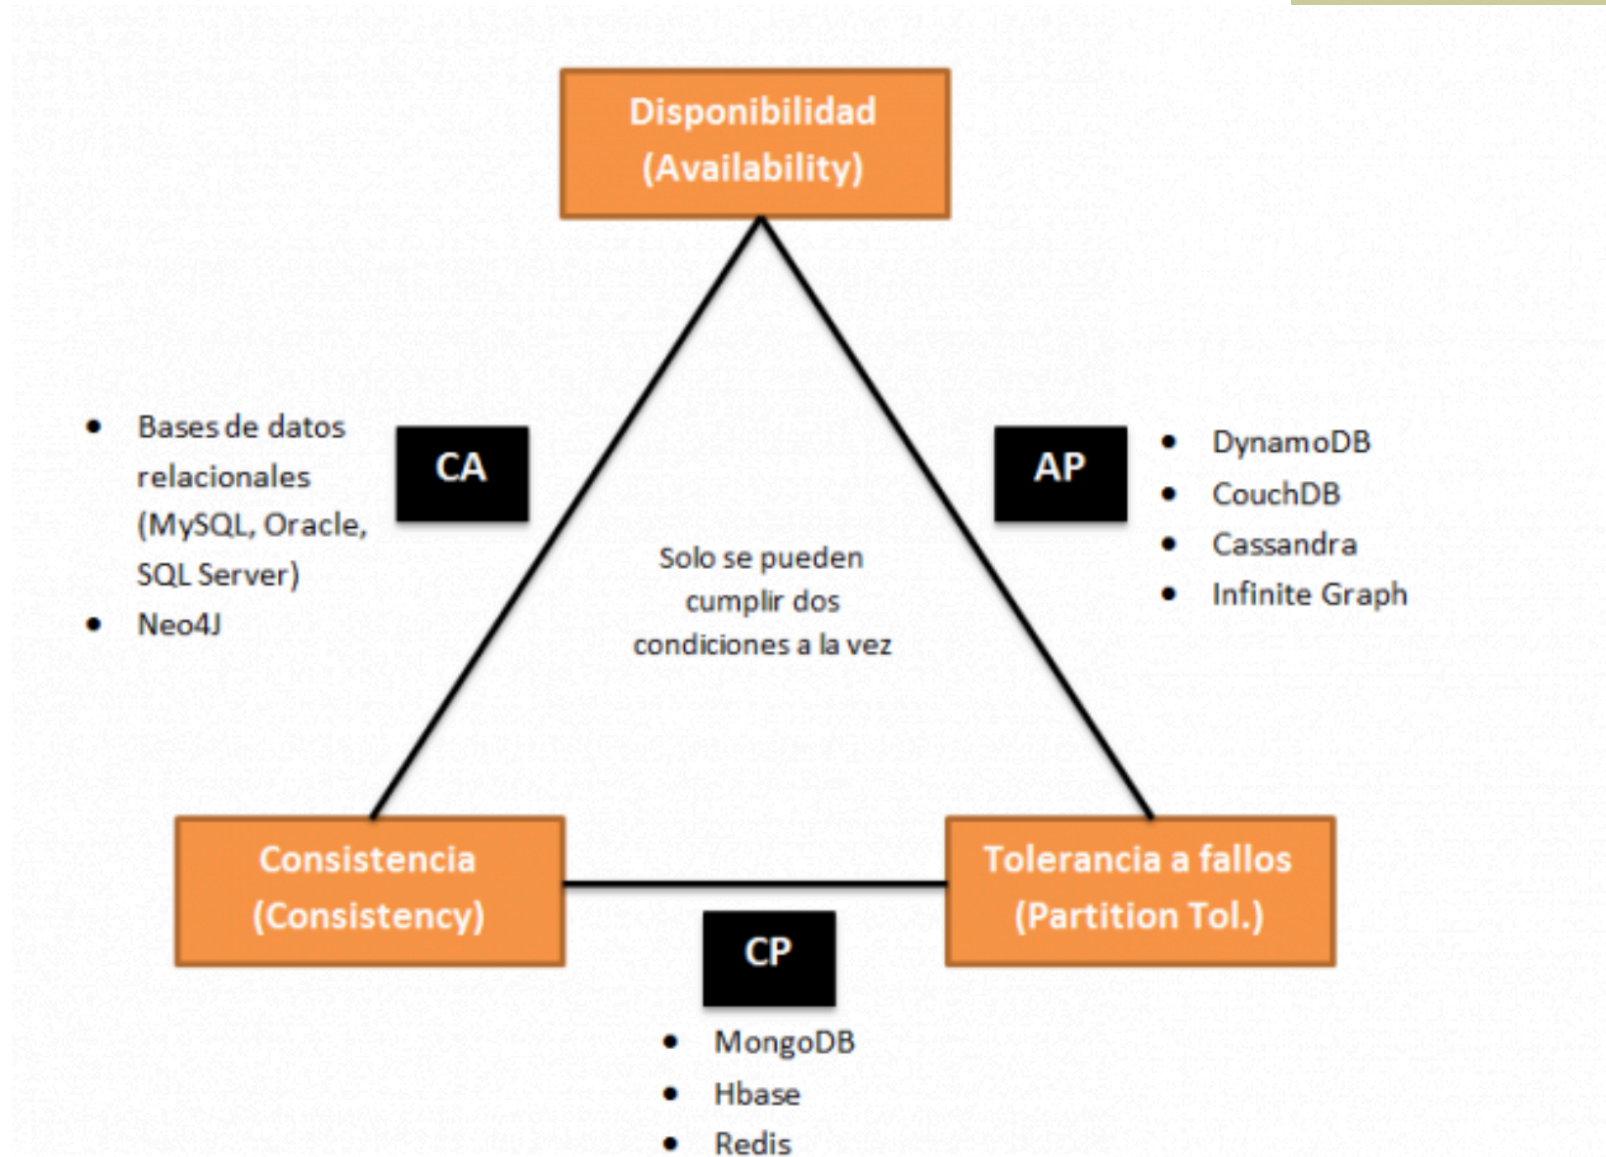 Disponibilidad
(Availability)
• Bases de datos
relacionales
(MySQL, Oracle,
SQL Server)
• Neo4J
CA
Solo se pueden
cumplir dos
condiciones a la vez
AP
• DynamoDB
• CouchDB
• Cassandra
• Infinite Graph
Consistencia
(Consistency)
Tolerancia a fallos
(Partition Tol.)
CP
• MongoDB
• Hbase
• Redis